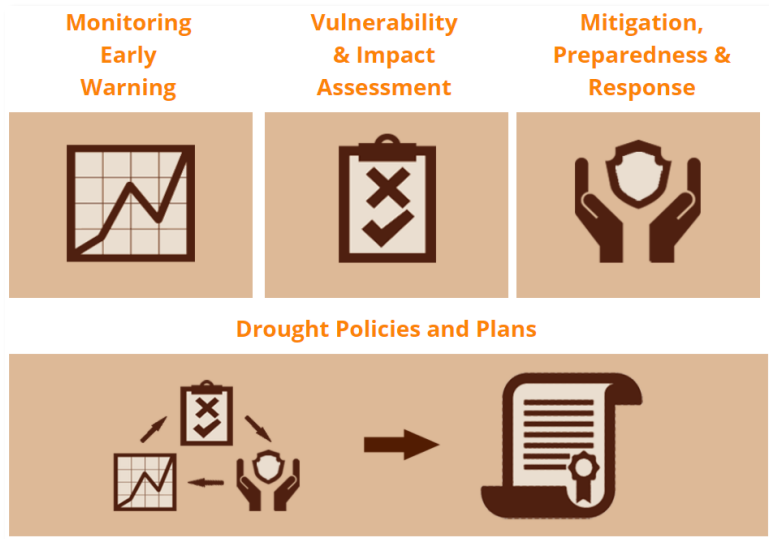 Monitoring
Early
Warning
Vulnerability
& Impact
Assessment
Mitigation,
Preparedness &
Response
Drought Policies and Plans